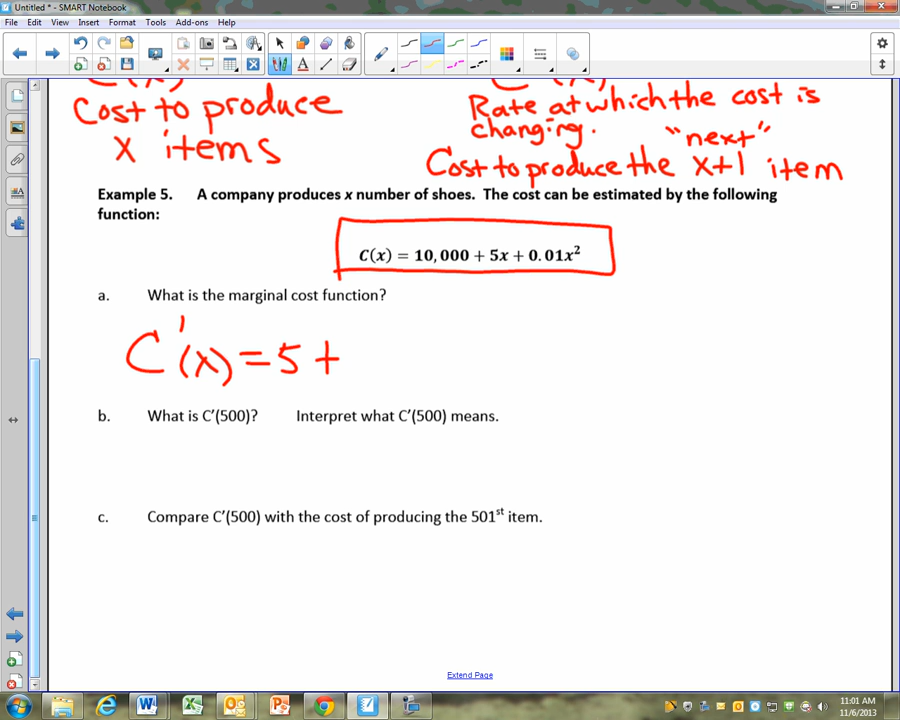 Untitled * - SMART Notebook
File Edit View Insert Format Tools Add-ons Help
Cost to produce
x items
Rate at which the cost is
changing.
"next"
Cost to produce the x+1 item
Example 5. A company produces x number of shoes. The cost can be estimated by the following
function:
C(x) = 10,000 + 5x + 0.01x²
a. What is the marginal cost function?
C'(x) = 5 +
b. What is C'(500)? Interpret what C'(500) means.
c. Compare C'(500) with the cost of producing the 501st item.
Extend Page
11:01 AM
11/6/2013